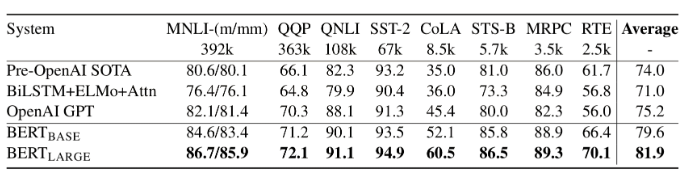 System MNLI-(m/mm) QQP QNLI SST-2 CoLA STS-B MRPC RTE Average
392k 363k 108k 67k 8.5k 5.7k 3.5k 2.5k -
Pre-OpenAI SOTA 80.6/80.1 66.1 82.3 93.2 35.0 81.0 86.0 61.7 74.0
BiLSTM+ELMo+Attn 76.4/76.1 64.8 79.9 90.4 36.0 73.3 84.9 56.8 71.0
OpenAI GPT 82.1/81.4 70.3 88.1 91.3 45.4 80.0 82.3 56.0 75.2
BERTBASE 84.6/83.4 71.2 90.1 93.5 52.1 85.8 88.9 66.4 79.6
BERTLARGE 86.7/85.9 72.1 91.1 94.9 60.5 86.5 89.3 70.1 81.9